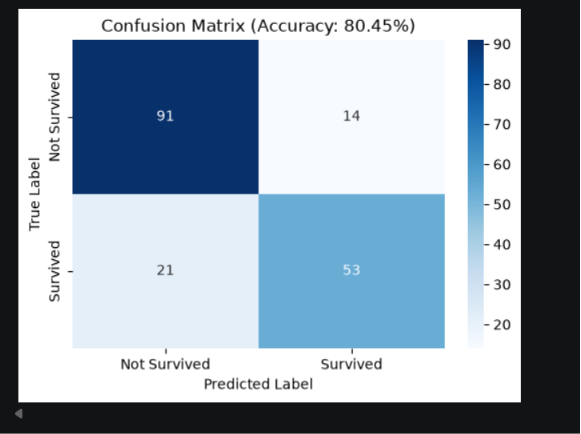 Confusion Matrix (Accuracy: 80.45%)
True Label
Not Survived
91
14
Survived
21
53
Not Survived
Survived
Predicted Label
90
80
70
60
50
40
30
20